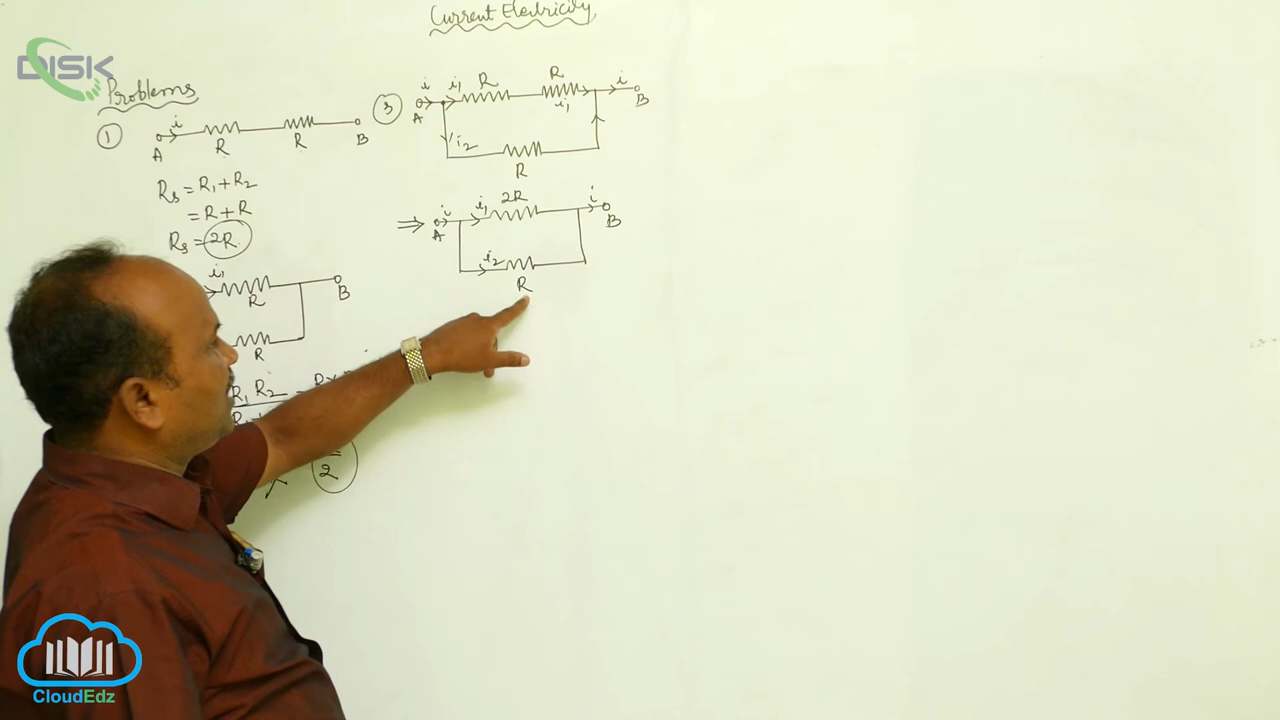 Current Electricity
DISK
Problems
①
i
A
R
R
B
Rs = R1 + R2
= R + R
Rs = 2R
i1
R
B
R
R1 R2
2
③
i
i1
R
R
i1
i
A
B
i2
R
⇒
i
i1
2R
i
A
B
i2
R
CloudEdz